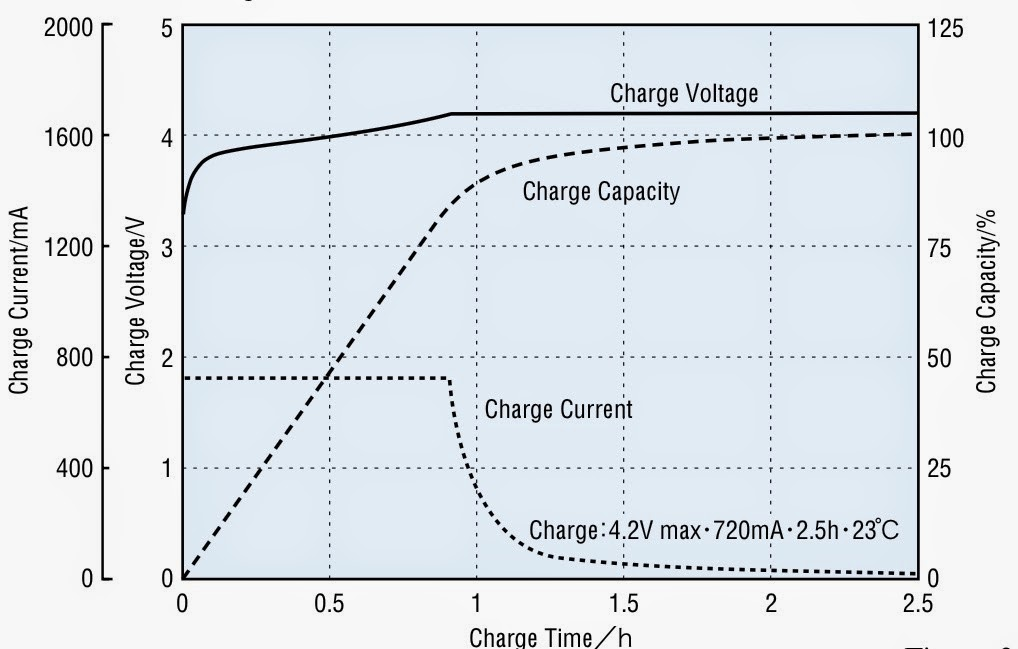 2000
1600
1200
800
400
0
Charge Current/mA
5
4
3
2
1
0
Charge Voltage/V
125
100
75
50
25
0
Charge Capacity/%
Charge Voltage
Charge Capacity
Charge Current
Charge:4.2V max·720mA·2.5h·23℃
0 0.5 1 1.5 2 2.5
Charge Time/h